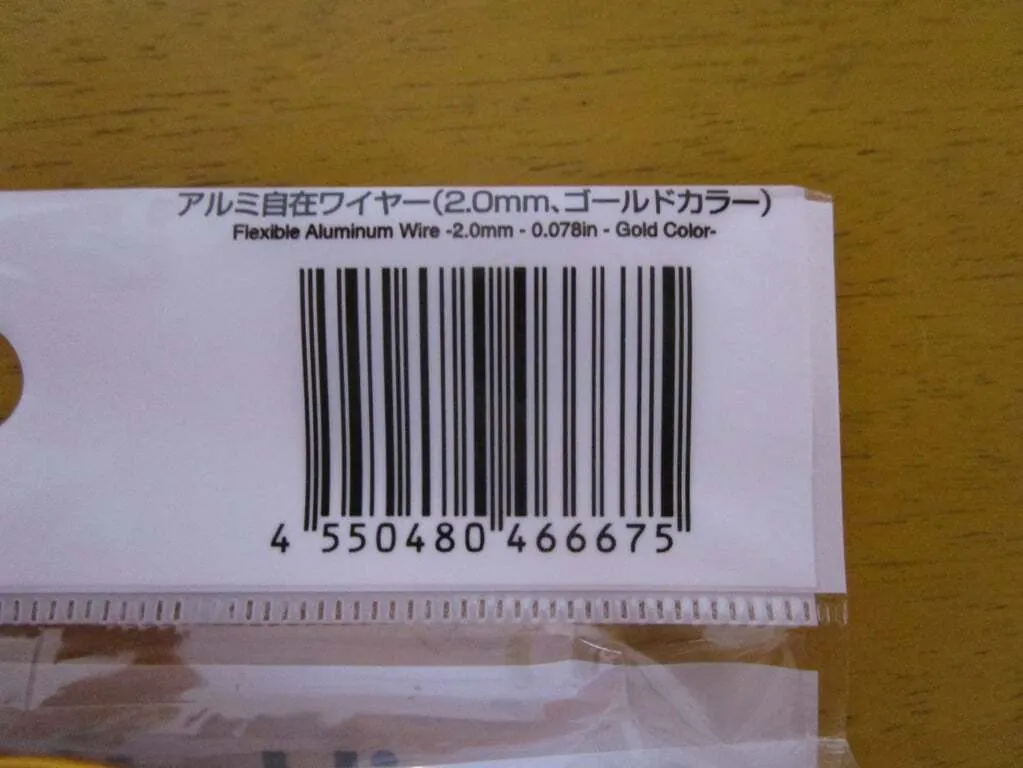 アルミ自在ワイヤー(2.0mm、ゴールドカラー)
Flexible Aluminum Wire -2.0mm - 0.078in - Gold Color-
4 550480 466675